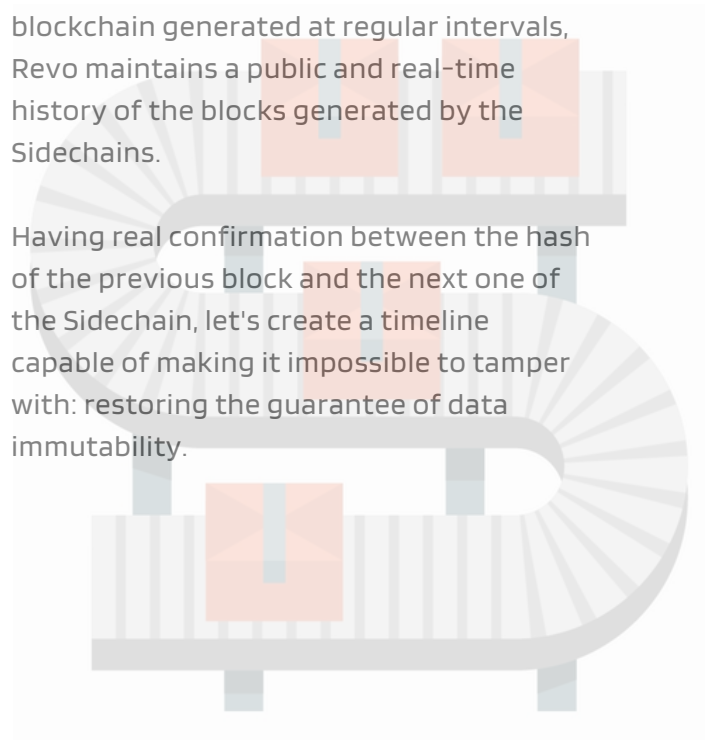 blockchain generated at regular intervals,
Revo maintains a public and real-time
history of the blocks generated by the
Sidechains.
Having real confirmation between the hash
of the previous block and the next one of
the Sidechain, let's create a timeline
capable of making it impossible to tamper
with: restoring the guarantee of data
immutability.